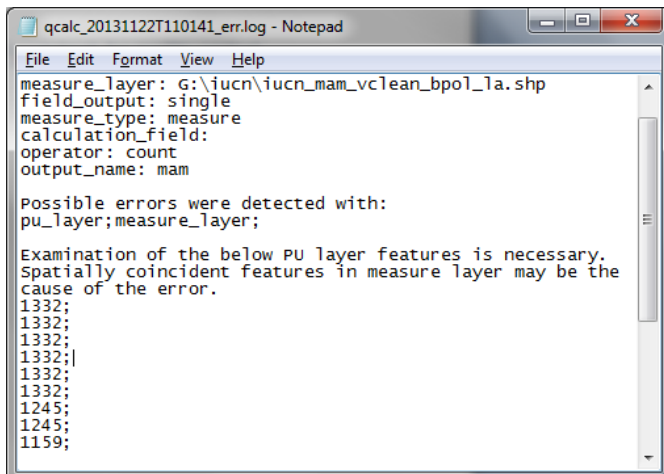 qcalc_20131122T110141_err.log - Notepad
File Edit Format View Help
measure_layer: G:\iucn\iucn_mam_vclean_bpol_la.shp
field_output: single
measure_type: measure
calculation_field:
operator: count
output_name: mam
Possible errors were detected with:
pu_layer;measure_layer;
Examination of the below PU layer features is necessary.
Spatially coincident features in measure layer may be the
cause of the error.
1332;
1332;
1332;
1332;
1332;
1332;
1245;
1245;
1159;